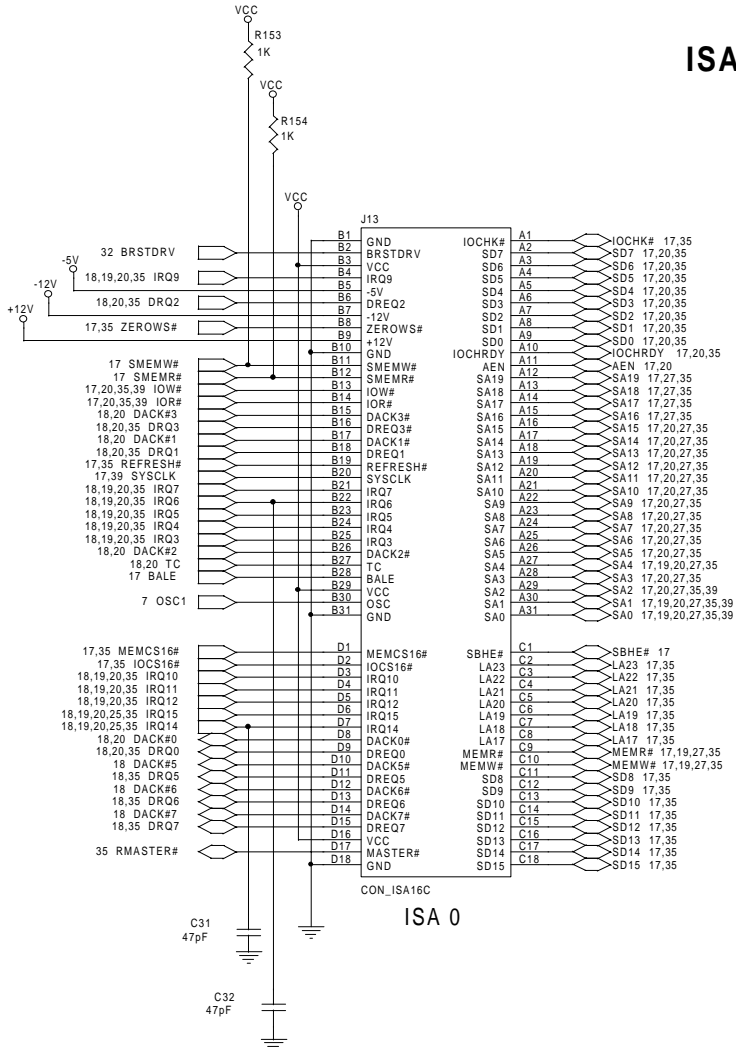 VCC
R153
1K
ISA
VCC
R154
1K
VCC
J13
32 BRSTDRV
-5V
18,19,20,35 IRQ9
-12V
18,20,35 DRQ2
+12V
17,35 ZEROWS#
17 SMEMW#
17 SMEMR#
17,20,35,39 IOW#
17,20,35,39 IOR#
18,20 DACK#3
18,20,35 DRQ3
18,20 DACK#1
18,20,35 DRQ1
17,35 REFRESH#
17,39 SYSCLK
18,19,20,35 IRQ7
18,19,20,35 IRQ6
18,19,20,35 IRQ5
18,19,20,35 IRQ4
18,19,20,35 IRQ3
18,20 DACK#2
18,20 TC
17 BALE
7 OSC1
B1 GND IOCHK# A1 IOCHK# 17,35
B2 BRSTDRV SD7 A2 SD7 17,20,35
B3 VCC SD6 A3 SD6 17,20,35
B4 IRQ9 SD5 A4 SD5 17,20,35
B5 -5V SD4 A5 SD4 17,20,35
B6 DREQ2 SD3 A6 SD3 17,20,35
B7 -12V SD2 A7 SD2 17,20,35
B8 ZEROWS# SD1 A8 SD1 17,20,35
B9 +12V SD0 A9 SD0 17,20,35
B10 GND IOCHRDY A10 IOCHRDY 17,20,35
B11 SMEMW# AEN A11 AEN 17,20
B12 SMEMR# SA19 A12 SA19 17,27,35
B13 IOW# SA18 A13 SA18 17,27,35
B14 IOR# SA17 A14 SA17 17,27,35
B15 DACK3# SA16 A15 SA16 17,27,35
B16 DREQ3# SA15 A16 SA15 17,20,27,35
B17 DACK1# SA14 A17 SA14 17,20,27,35
B18 DREQ1 SA13 A18 SA13 17,20,27,35
B19 REFRESH# SA12 A19 SA12 17,20,27,35
B20 SYSCLK SA11 A20 SA11 17,20,27,35
B21 IRQ7 SA10 A21 SA10 17,20,27,35
B22 IRQ6 SA9 A22 SA9 17,20,27,35
B23 IRQ5 SA8 A23 SA8 17,20,27,35
B24 IRQ4 SA7 A24 SA7 17,20,27,35
B25 IRQ3 SA6 A25 SA6 17,20,27,35
B26 DACK2# SA5 A26 SA5 17,20,27,35
B27 TC SA4 A27 SA4 17,19,20,27,35
B28 BALE SA3 A28 SA3 17,20,27,35
B29 VCC SA2 A29 SA2 17,20,27,35,39
B30 OSC SA1 A30 SA1 17,19,20,27,35,39
B31 GND SA0 A31 SA0 17,19,20,27,35,39
17,35 MEMCS16# D1 MEMCS16# SBHE# C1 SBHE# 17
17,35 IOCS16# D2 IOCS16# LA23 C2 LA23 17,35
18,19,20,35 IRQ10 D3 IRQ10 LA22 C3 LA22 17,35
18,19,20,35 IRQ11 D4 IRQ11 LA21 C4 LA21 17,35
18,19,20,35 IRQ12 D5 IRQ12 LA20 C5 LA20 17,35
18,19,20,25,35 IRQ15 D6 IRQ15 LA19 C6 LA19 17,35
18,19,20,25,35 IRQ14 D7 IRQ14 LA18 C7 LA18 17,35
18,20 DACK#0 D8 DACK0# LA17 C8 LA17 17,35
18,20,35 DRQ0 D9 DREQ0 MEMR# C9 MEMR# 17,19,27,35
18 DACK#5 D10 DACK5# MEMW# C10 MEMW# 17,19,27,35
18,35 DRQ5 D11 DREQ5 SD8 C11 SD8 17,35
18 DACK#6 D12 DACK6# SD9 C12 SD9 17,35
18,35 DRQ6 D13 DREQ6 SD10 C13 SD10 17,35
18 DACK#7 D14 DACK7# SD11 C14 SD11 17,35
18,35 DRQ7 D15 DREQ7 SD12 C15 SD12 17,35
D16 VCC SD13 C16 SD13 17,35
35 RMASTER# D17 MASTER# SD14 C17 SD14 17,35
D18 GND SD15 C18 SD15 17,35
CON_ISA16C
ISA 0
C31
47pF
C32
47pF